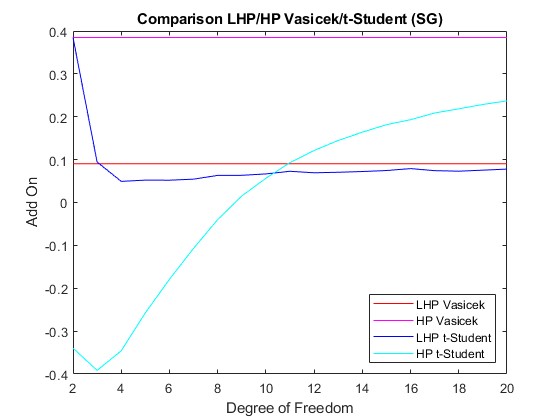 Comparison LHP/HP Vasicek/t-Student (SG)
0.4
0.3
0.2
0.1
0
-0.1
-0.2
-0.3
-0.4
Add On
2 4 6 8 10 12 14 16 18 20
Degree of Freedom
LHP Vasicek
HP Vasicek
LHP t-Student
HP t-Student